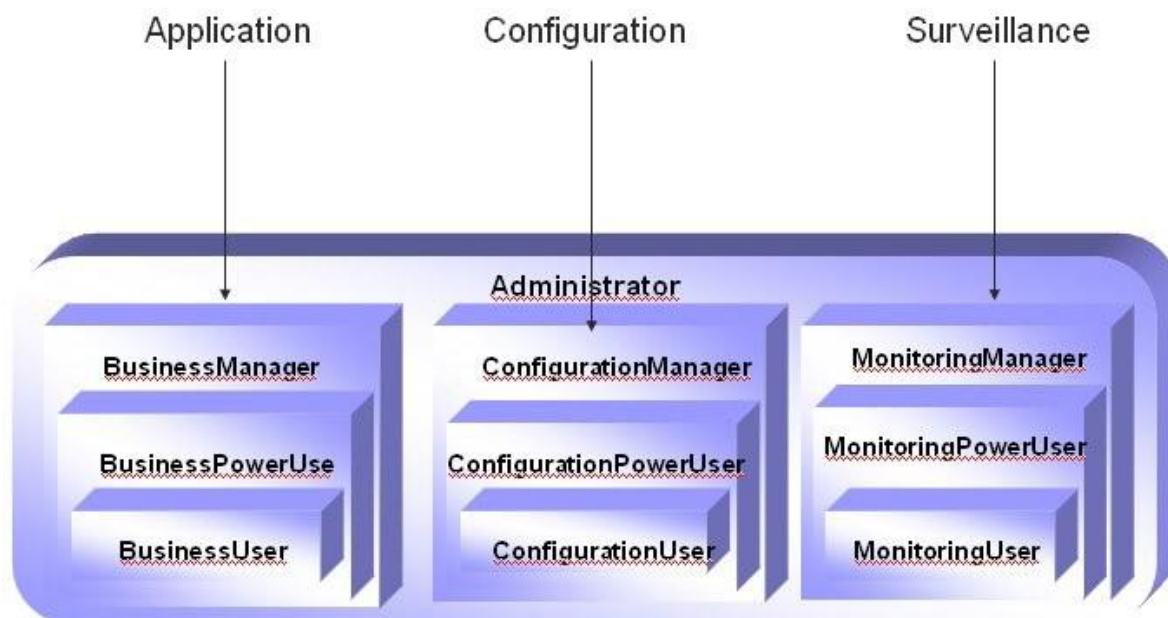 Application Configuration Surveillance
Administrator
BusinessManager ConfigurationManager MonitoringManager
BusinessPowerUse ConfigurationPowerUser MonitoringPowerUser
BusinessUser ConfigurationUser MonitoringUser